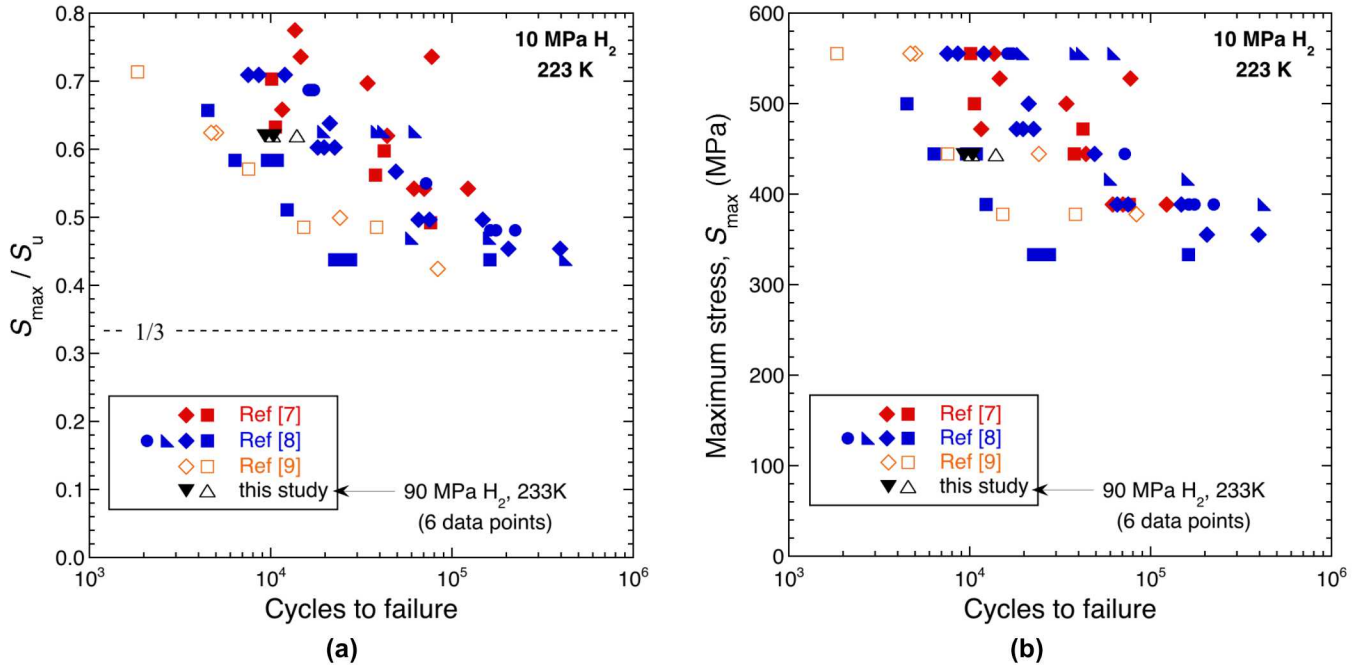 10 MPa H2
223 K
0.8
0.7
0.6
0.5
0.4
0.3
0.2
0.1
0.0
Smax / Su
1/3
Ref [7]
Ref [8]
Ref [9]
this study
90 MPa H2, 233K
(6 data points)
10^3
10^4
10^5
10^6
Cycles to failure
(a)
10 MPa H2
223 K
600
500
400
300
200
100
0
Maximum stress, Smax (MPa)
Ref [7]
Ref [8]
Ref [9]
this study
90 MPa H2, 233K
(6 data points)
10^3
10^4
10^5
10^6
Cycles to failure
(b)